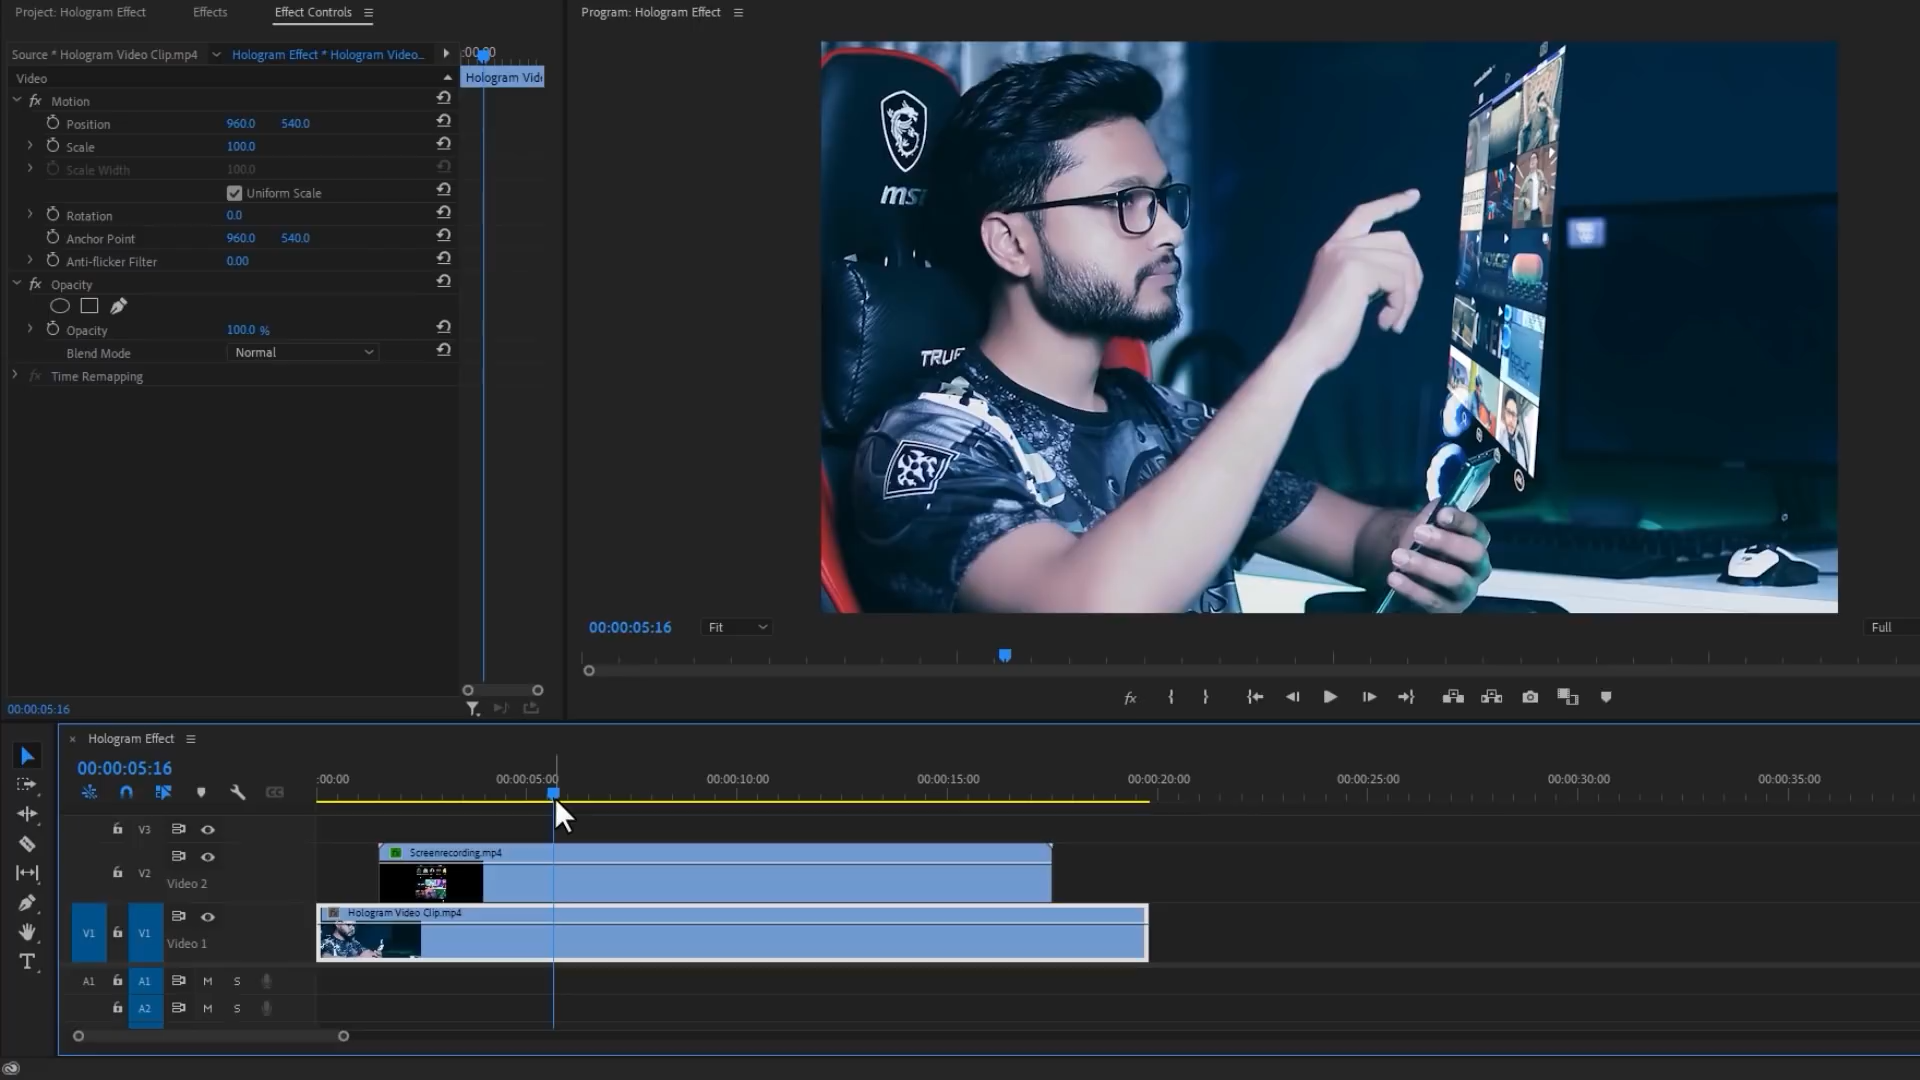 Project: Hologram Effect
Effects
Effect Controls
Program: Hologram Effect
Source * Hologram Video Clip.mp4
Hologram Effect * Hologram Video...
:00:00
Video
Hologram Vide
fx Motion
Position 960.0 540.0
Scale 100.0
Scale Width 100.0
Uniform Scale
Rotation 0.0
Anchor Point 960.0 540.0
Anti-flicker Filter 0.00
fx Opacity
Opacity 100.0 %
Blend Mode Normal
fx Time Remapping
msi
TRUE
00:00:05:16
Fit
Full
fx
00:00:05:16
Hologram Effect
00:00:05:16
:00:00
00:00:05:00
00:00:10:00
00:00:15:00
00:00:20:00
00:00:25:00
00:00:30:00
00:00:35:00
V3
Screenrecording.mp4
V2
Video 2
Hologram Video Clip.mp4
V1 V1
Video 1
A1 A1 M S
A2 M S
T